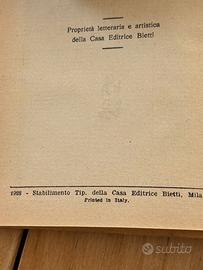 Proprietà letteraria e artistica
della Casa Editrice Bietti
1928 - Stabilimento Tip. della Casa Editrice Bietti, Mila
Printed in Italy.
subito